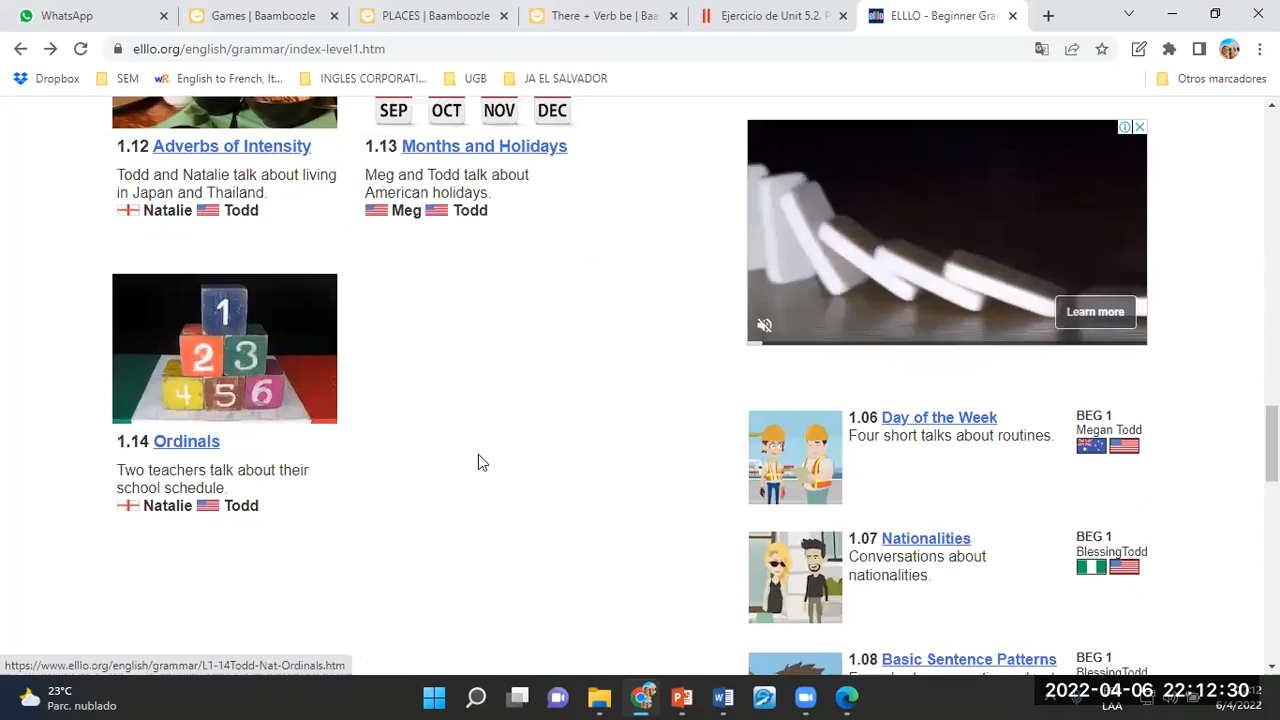 WhatsApp
Games | Baamboozle
PLACES | Baamboozle
There + Verb be | Baa
Ejercicio de Unit 5.2. P
ELLLO - Beginner Gra
elllo.org/english/grammar/index-level1.htm
Dropbox
SEM
English to French, It...
INGLES CORPORATI...
UGB
JA EL SALVADOR
Otros marcadores
SEP OCT NOV DEC
1.12 Adverbs of Intensity
Todd and Natalie talk about living
in Japan and Thailand.
Natalie Todd
1.13 Months and Holidays
Meg and Todd talk about
American holidays.
Meg Todd
Learn more
1
2 3
4 5 6
1.14 Ordinals
Two teachers talk about their
school schedule.
Natalie Todd
1.06 Day of the Week
Four short talks about routines.
BEG 1
Megan Todd
1.07 Nationalities
Conversations about
nationalities.
BEG 1
BlessingTodd
1.08 Basic Sentence Patterns
BEG 1
BlessingTodd
https://www.elllo.org/english/grammar/L1-14Todd-Nat-Ordinals.htm
23°C
Parc. nublado
2022-04-06 22:12:30
LAA
6/4/2022